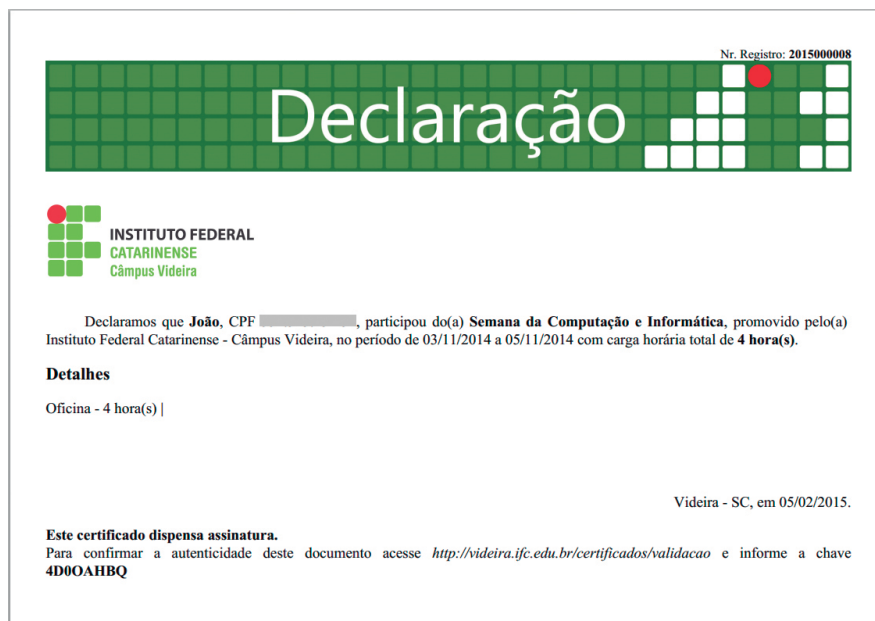 Nr. Registro: 2015000008
Declaração
INSTITUTO FEDERAL
CATARINENSE
Câmpus Videira
Declaramos que João, CPF , participou do(a) Semana da Computação e Informática, promovido pelo(a)
Instituto Federal Catarinense - Câmpus Videira, no período de 03/11/2014 a 05/11/2014 com carga horária total de 4 hora(s).
Detalhes
Oficina - 4 hora(s) |
Videira - SC, em 05/02/2015.
Este certificado dispensa assinatura.
Para confirmar a autenticidade deste documento acesse http://videira.ifc.edu.br/certificados/validacao e informe a chave
4D0OAHBQ